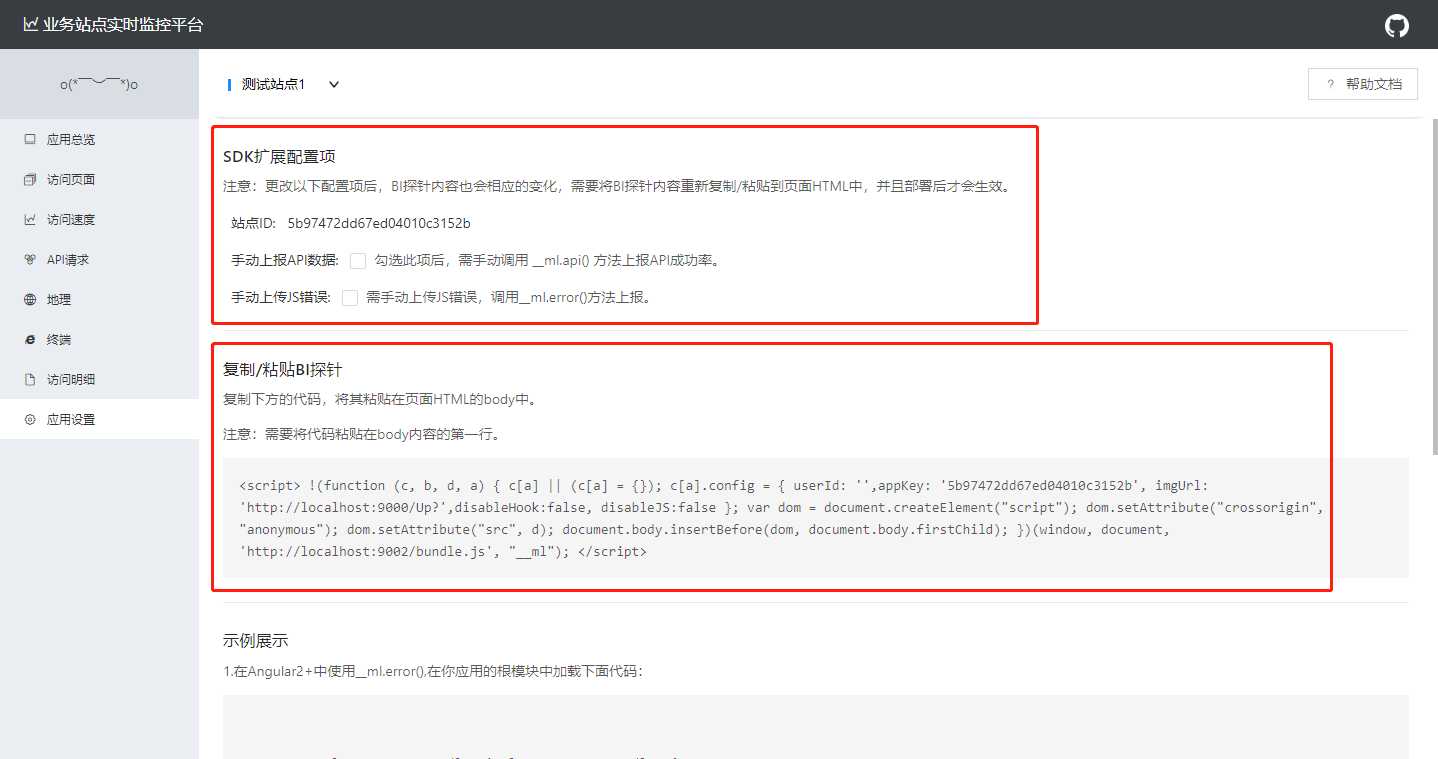 业务站点实时监控平台
o(*￣︶￣*)o
应用总览
访问页面
访问速度
API请求
地理
终端
访问明细
应用设置
测试站点1
? 帮助文档
SDK扩展配置项
注意：更改以下配置项后，BI探针内容也会相应的变化，需要将BI探针内容重新复制/粘贴到页面HTML中，并且部署后才会生效。
站点ID: 5b97472dd67ed04010c3152b
手动上报API数据: 勾选此项后，需手动调用 __ml.api() 方法上报API成功率。
手动上传JS错误: 需手动上传JS错误，调用__ml.error()方法上报。
复制/粘贴BI探针
复制下方的代码，将其粘贴在页面HTML的body中。
注意：需要将代码粘贴在body内容的第一行。
<script> !(function (c, b, d, a) { c[a] || (c[a] = {}); c[a].config = { userId: '',appKey: '5b97472dd67ed04010c3152b', imgUrl:
'http://localhost:9000/Up?',disableHook:false, disableJS:false }; var dom = document.createElement("script"); dom.setAttribute("crossorigin",
"anonymous"); dom.setAttribute("src", d); document.body.insertBefore(dom, document.body.firstChild); })(window, document,
'http://localhost:9002/bundle.js', "__ml"); </script>
示例展示
1.在Angular2+中使用__ml.error(),在你应用的根模块中加载下面代码：